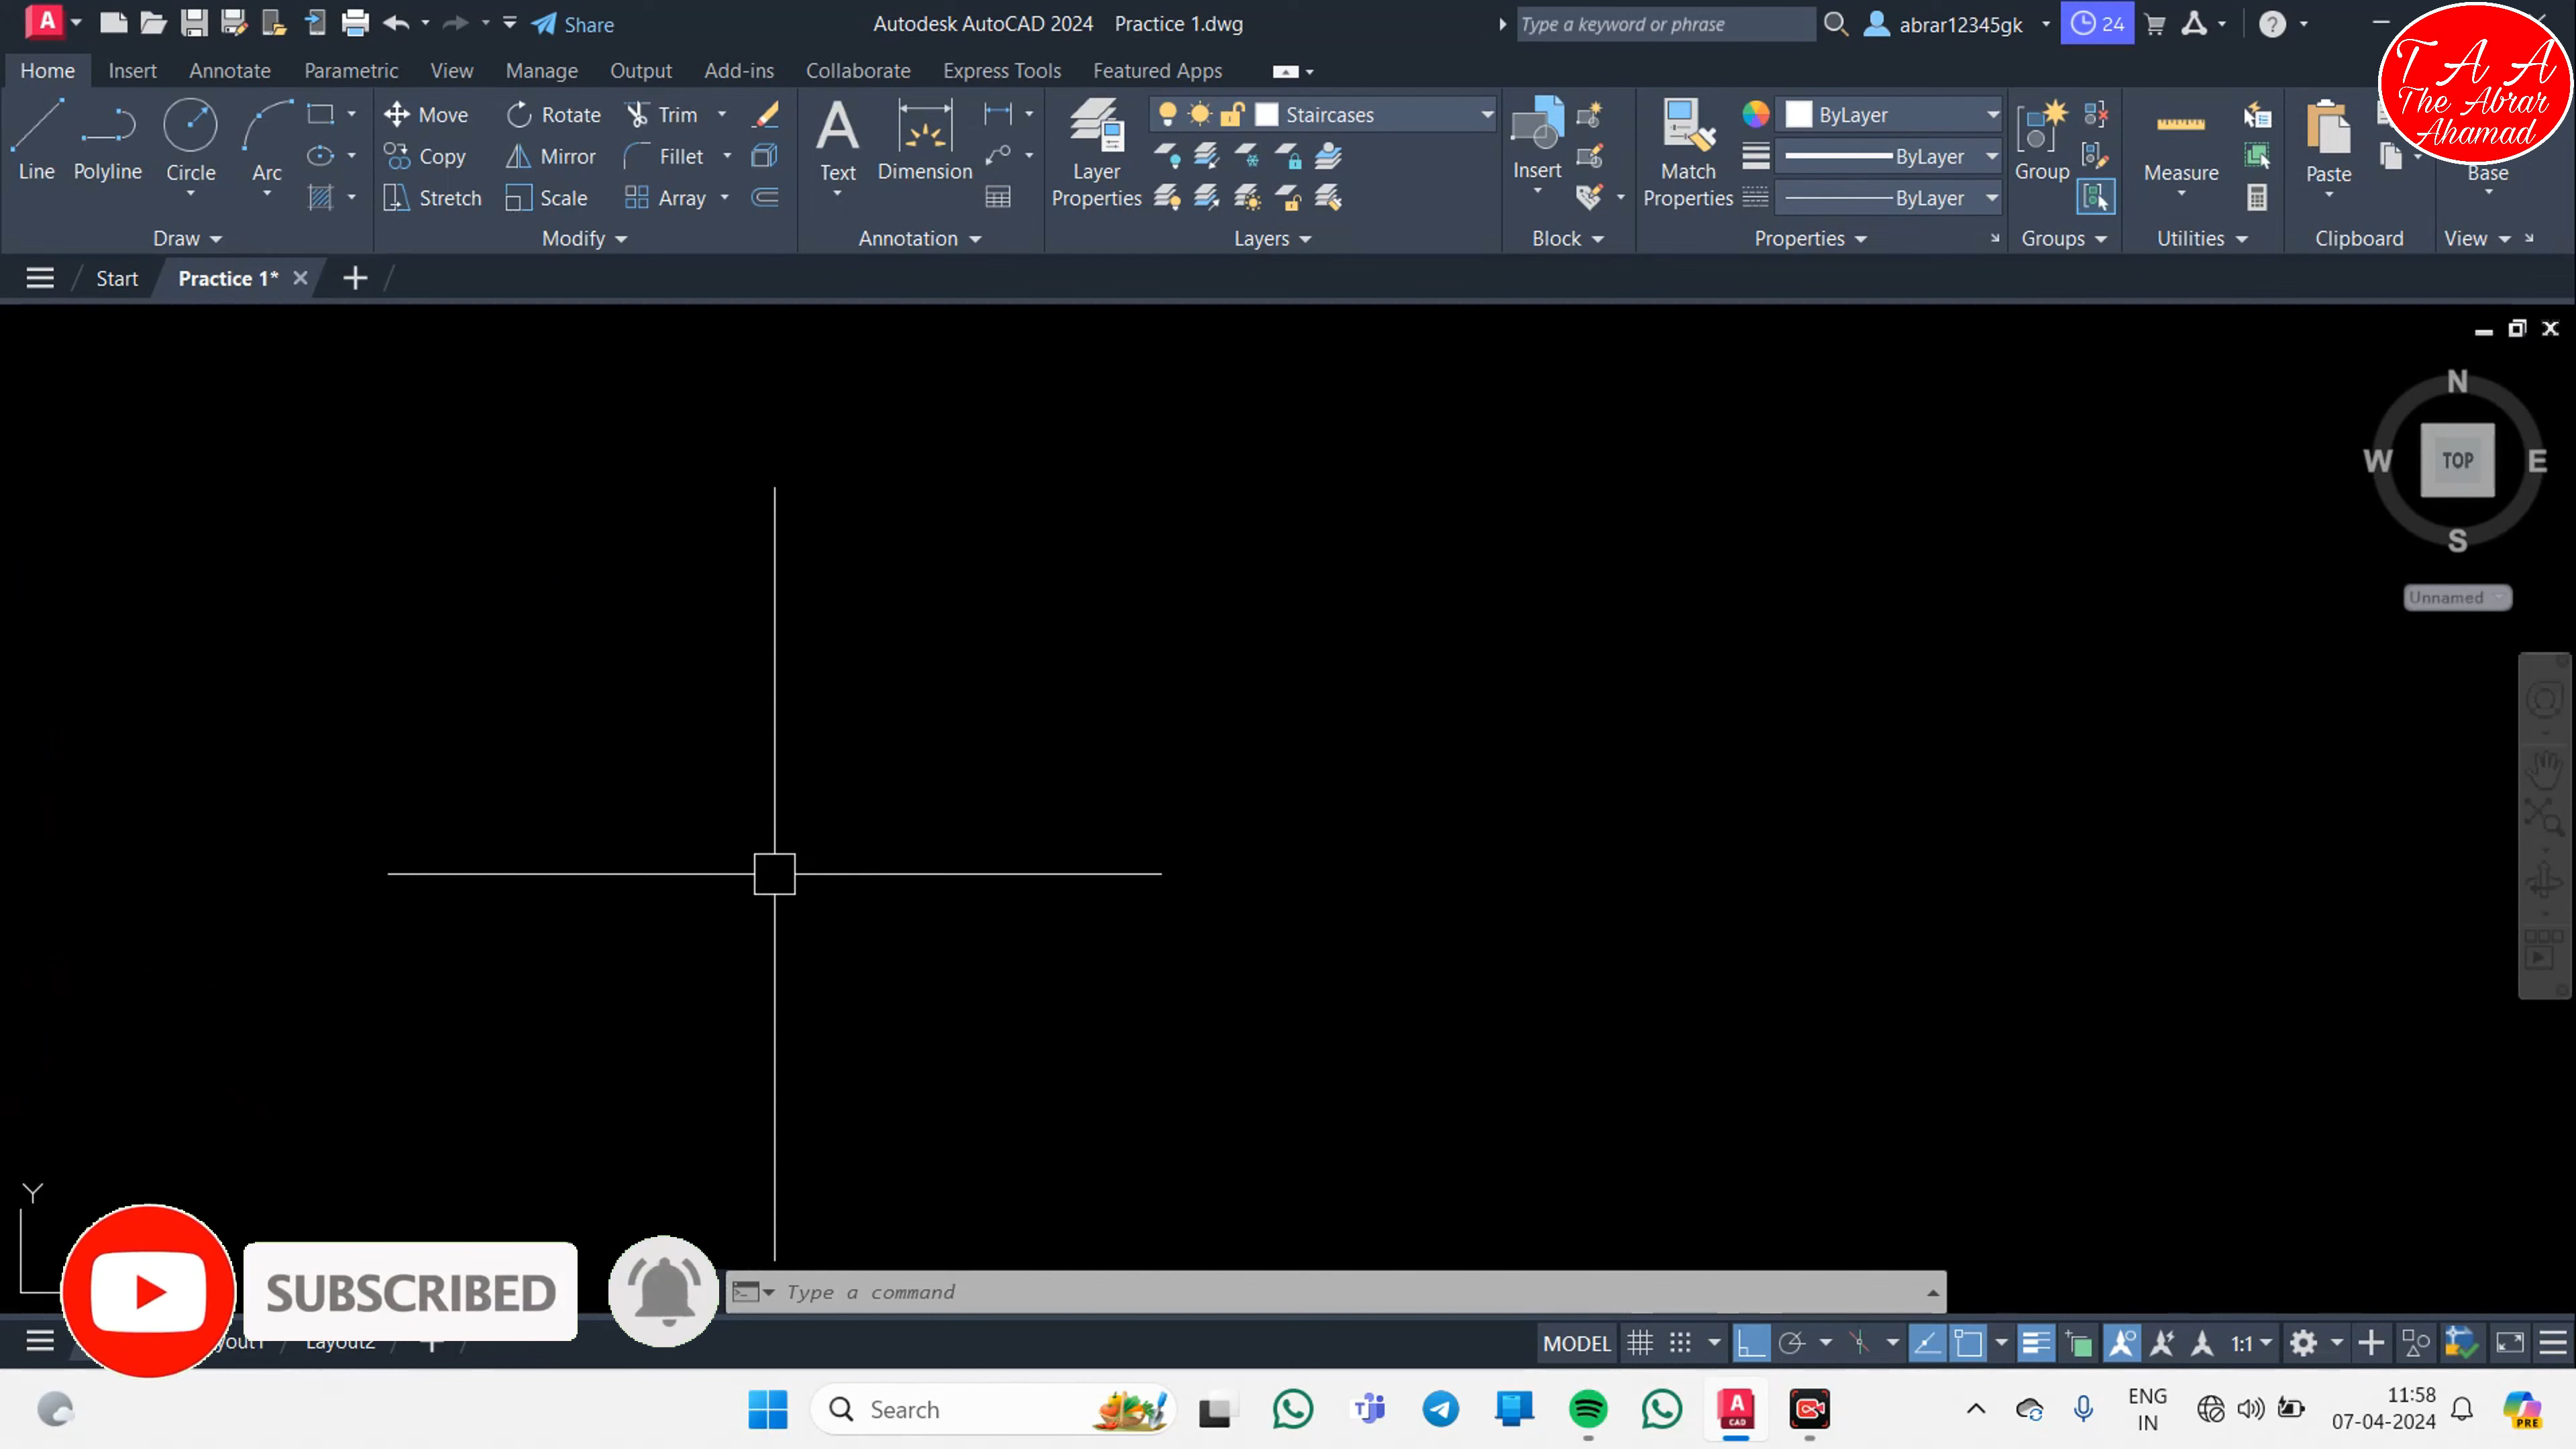 Share
Autodesk AutoCAD 2024 Practice 1.dwg
Type a keyword or phrase
abrar12345gk
24
T A A
The Abrar
Ahamad
Home Insert Annotate Parametric View Manage Output Add-ins Collaborate Express Tools Featured Apps
Line Polyline Circle Arc
Move Rotate Trim
Copy Mirror Fillet
Stretch Scale Array
Text Dimension
Layer
Properties
Staircases
Insert
Match
Properties
ByLayer
ByLayer
ByLayer
Group
Measure
Paste
Base
Draw Modify Annotation Layers Block Properties Groups Utilities Clipboard View
Start Practice 1*
N
W TOP E
S
Unnamed
Y
SUBSCRIBED
Type a command
Layout2
MODEL
1:1
Search
A
CAD
ENG
IN
11:58
07-04-2024
PRE